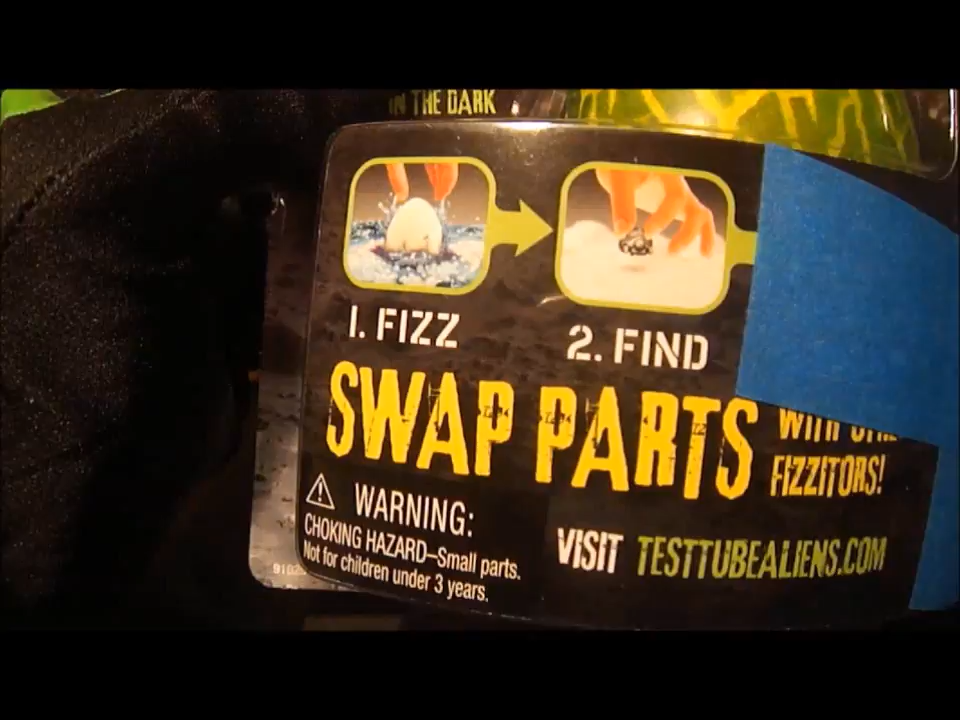 IN THE DARK
1. FIZZ
2. FIND
SWAP PARTS
WITH
FIZZITORS!
WARNING:
CHOKING HAZARD–Small parts.
Not for children under 3 years.
VISIT TESTTUBEALIENS.COM